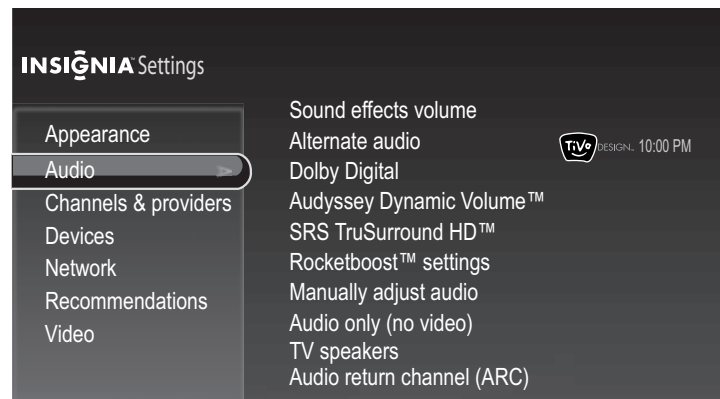 INSIGNIA™ Settings
Appearance
Audio >
Channels & providers
Devices
Network
Recommendations
Video
Sound effects volume
Alternate audio
Dolby Digital
Audyssey Dynamic Volume™
SRS TruSurround HD™
Rocketboost™ settings
Manually adjust audio
Audio only (no video)
TV speakers
Audio return channel (ARC)
TiVo DESIGN™ 10:00 PM